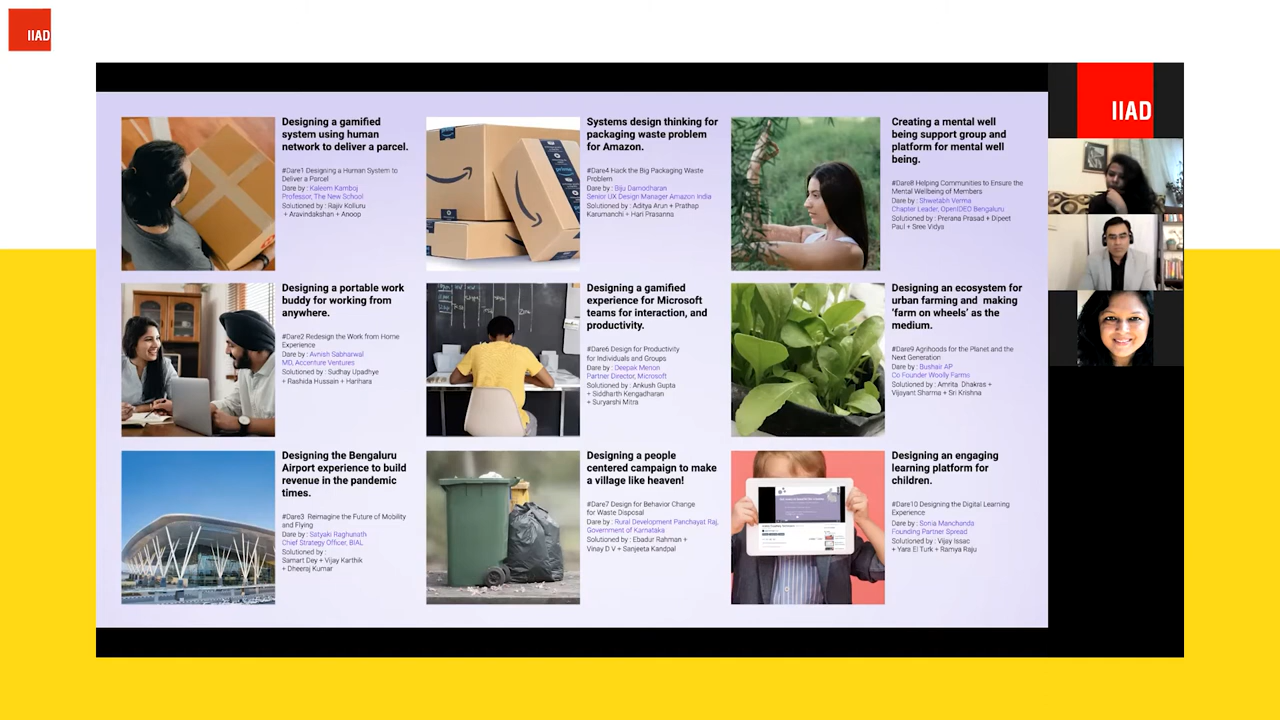 IIAD
Designing a gamified
system using human
network to deliver a parcel.
#Dare1 Designing a Human System to
Deliver a Parcel
Dare by : Kaleem Kamboj
Professor, The New School
Solutioned by : Rajiv Kolluru
+ Aravindakshan + Anoop
Systems design thinking for
packaging waste problem
for Amazon.
#Dare4 Hack the Big Packaging Waste
Problem
Dare by : Biju Damodharan
Senior UX Design Manager Amazon India
Solutioned by : Aditya Arun + Prathap
Karumanchi + Hari Prasanna
Creating a mental well
being support group and
platform for mental well
being.
#Dare8 Helping Communities to Ensure the
Mental Wellbeing of Members
Dare by : Shwetabh Verma
Chapter Leader, OpenIDEO Bengaluru
Solutioned by : Prerana Prasad + Dipeet
Paul + Sree Vidya
IIAD
Designing a portable work
buddy for working from
anywhere.
#Dare2 Redesign the Work from Home
Experience
Dare by : Avnish Sabharwal
MD, Accenture Ventures
Solutioned by : Sudhay Upadhye
+ Rashida Hussain + Harihara
Designing a gamified
experience for Microsoft
teams for interaction, and
productivity.
#Dare6 Design for Productivity
for Individuals and Groups
Dare by : Deepak Menon
Partner Director, Microsoft
Solutioned by : Ankush Gupta
+ Siddharth Kengadharan
+ Suryarshi Mitra
Designing an ecosystem for
urban farming and making
‘farm on wheels’ as the
medium.
#Dare9 Agrihoods for the Planet and the
Next Generation
Dare by : Bushair AP
Co Founder Woolly Farms
Solutioned by : Amrita Dhakras +
Vijayant Sharma + Sri Krishna
Designing the Bengaluru
Airport experience to build
revenue in the pandemic
times.
#Dare3 Reimagine the Future of Mobility
and Flying
Dare by : Satyaki Raghunath
Chief Strategy Officer, BIAL
Solutioned by :
Samart Dey + Vijay Karthik
+ Dheeraj Kumar
Designing a people
centered campaign to make
a village like heaven!
#Dare7 Design for Behavior Change
for Waste Disposal
Dare by : Rural Development Panchayat Raj,
Government of Karnataka
Solutioned by : Ebadur Rahman +
Vinay D V + Sanjeeta Kandpal
Designing an engaging
learning platform for
children.
#Dare10 Designing the Digital Learning
Experience
Dare by : Sonia Manchanda
Founding Partner Spread
Solutioned by : Vijay Issac
+ Yara El Turk + Ramya Raju